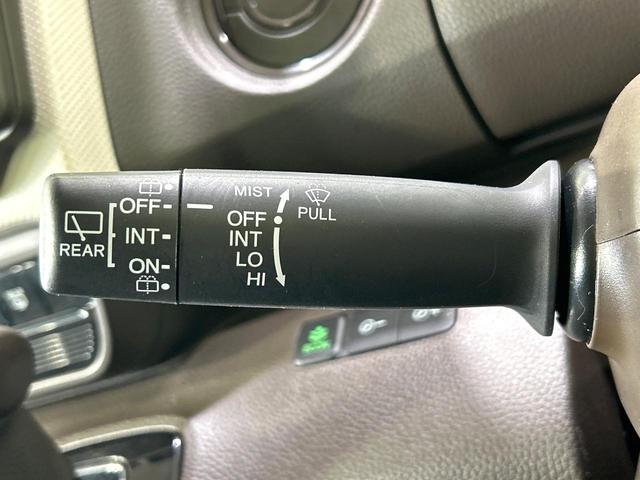 REAR
OFF
INT
ON
MIST
OFF
INT
LO
HI
PULL